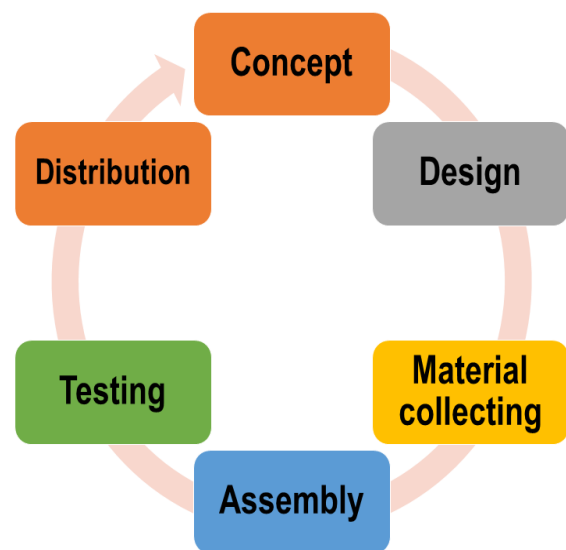 Concept
Design
Material
collecting
Assembly
Testing
Distribution